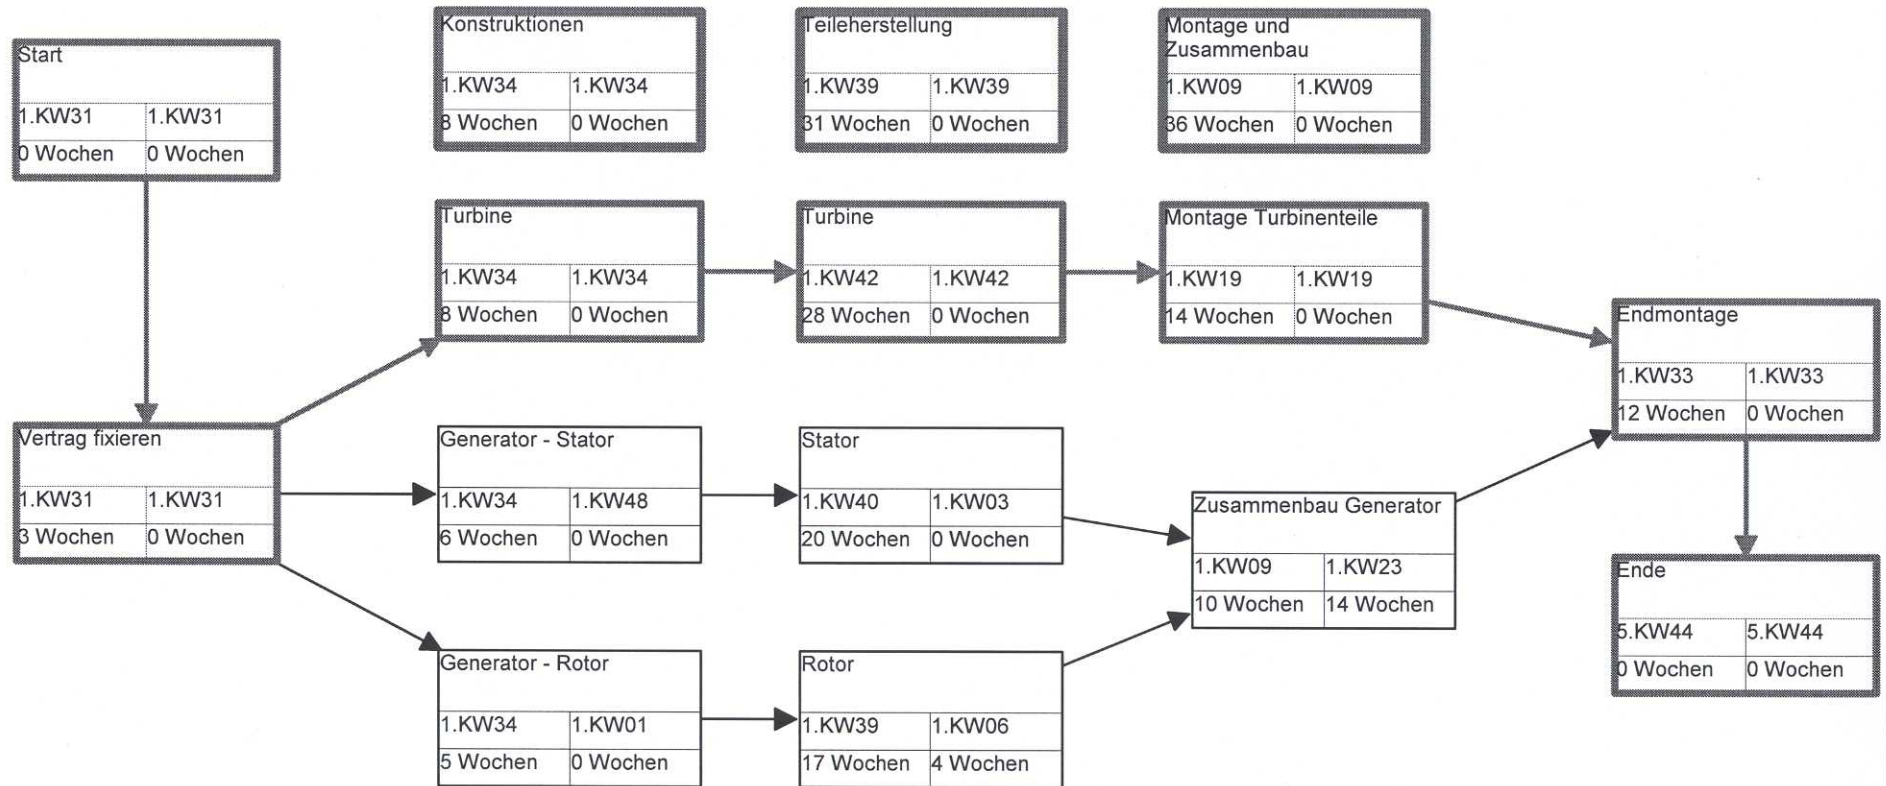 Start
1.KW31 1.KW31
0 Wochen 0 Wochen
Konstruktionen
1.KW34 1.KW34
8 Wochen 0 Wochen
Teileherstellung
1.KW39 1.KW39
31 Wochen 0 Wochen
Montage und
Zusammenbau
1.KW09 1.KW09
36 Wochen 0 Wochen
Turbine
1.KW34 1.KW34
8 Wochen 0 Wochen
Turbine
1.KW42 1.KW42
28 Wochen 0 Wochen
Montage Turbinenteile
1.KW19 1.KW19
14 Wochen 0 Wochen
Endmontage
1.KW33 1.KW33
12 Wochen 0 Wochen
Vertrag fixieren
1.KW31 1.KW31
3 Wochen 0 Wochen
Generator - Stator
1.KW34 1.KW48
6 Wochen 0 Wochen
Stator
1.KW40 1.KW03
20 Wochen 0 Wochen
Zusammenbau Generator
1.KW09 1.KW23
10 Wochen 14 Wochen
Ende
5.KW44 5.KW44
0 Wochen 0 Wochen
Generator - Rotor
1.KW34 1.KW01
5 Wochen 0 Wochen
Rotor
1.KW39 1.KW06
17 Wochen 4 Wochen